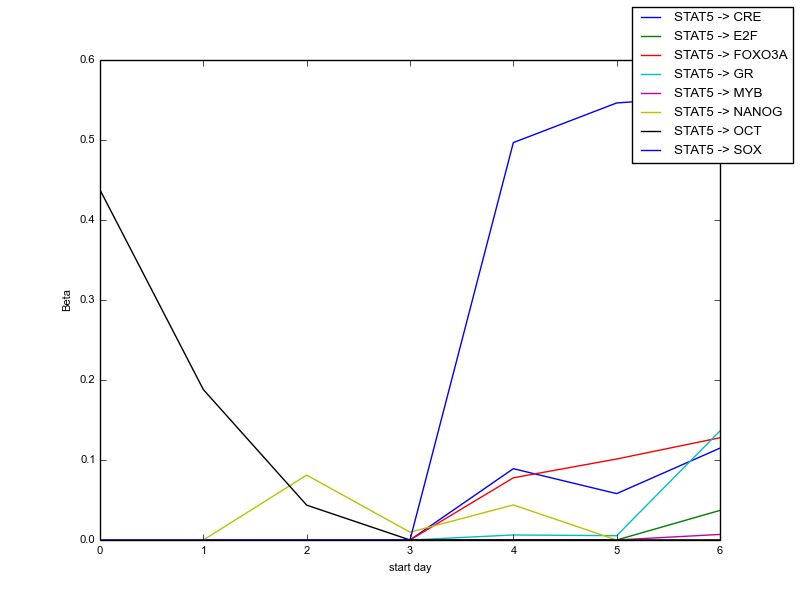 STAT5 -> CRE
STAT5 -> E2F
STAT5 -> FOXO3A
STAT5 -> GR
STAT5 -> MYB
STAT5 -> NANOG
STAT5 -> OCT
STAT5 -> SOX
0.6
0.5
0.4
0.3
0.2
0.1
0.0
Beta
0 1 2 3 4 5 6
start day